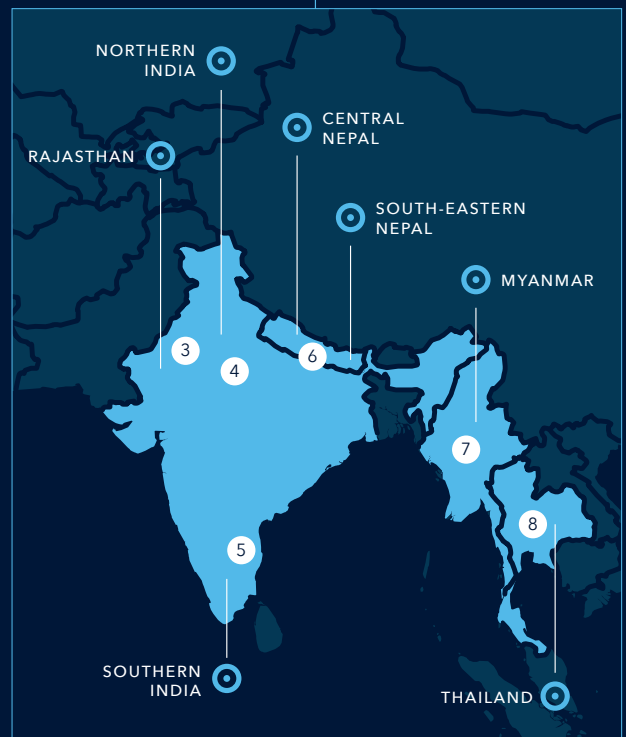 NORTHERN
INDIA
CENTRAL
NEPAL
RAJASTHAN
SOUTH-EASTERN
NEPAL
MYANMAR
3
4
6
7
8
5
SOUTHERN
INDIA
THAILAND